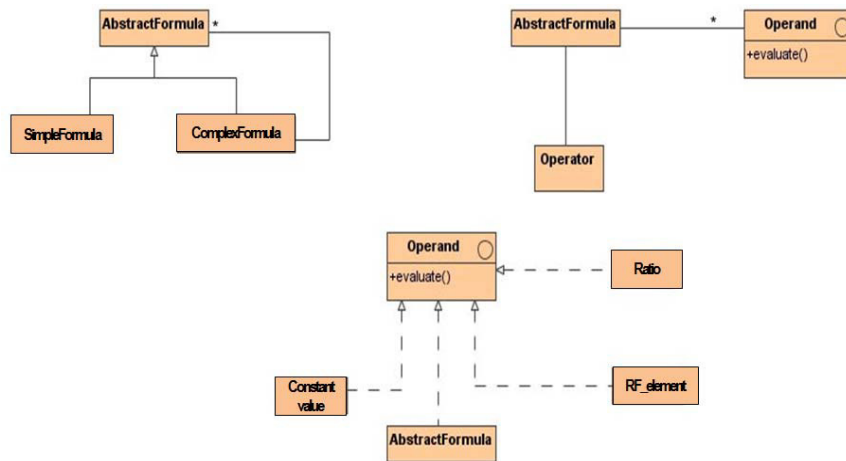 AbstractFormula
*
SimpleFormula
ComplexFormula
AbstractFormula
*
Operand
+evaluate()
Operator
Operand
+evaluate()
Ratio
Constant
value
RF_element
AbstractFormula